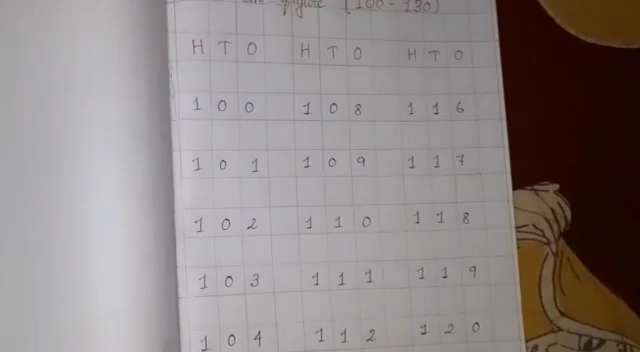 figure (100 - 130)
H T O H T O H T O
1 0 0 1 0 8 1 1 6
1 0 1 1 0 9 1 1 7
1 0 2 1 1 0 1 1 8
1 0 3 1 1 1 1 1 9
1 0 4 1 1 2 1 2 0